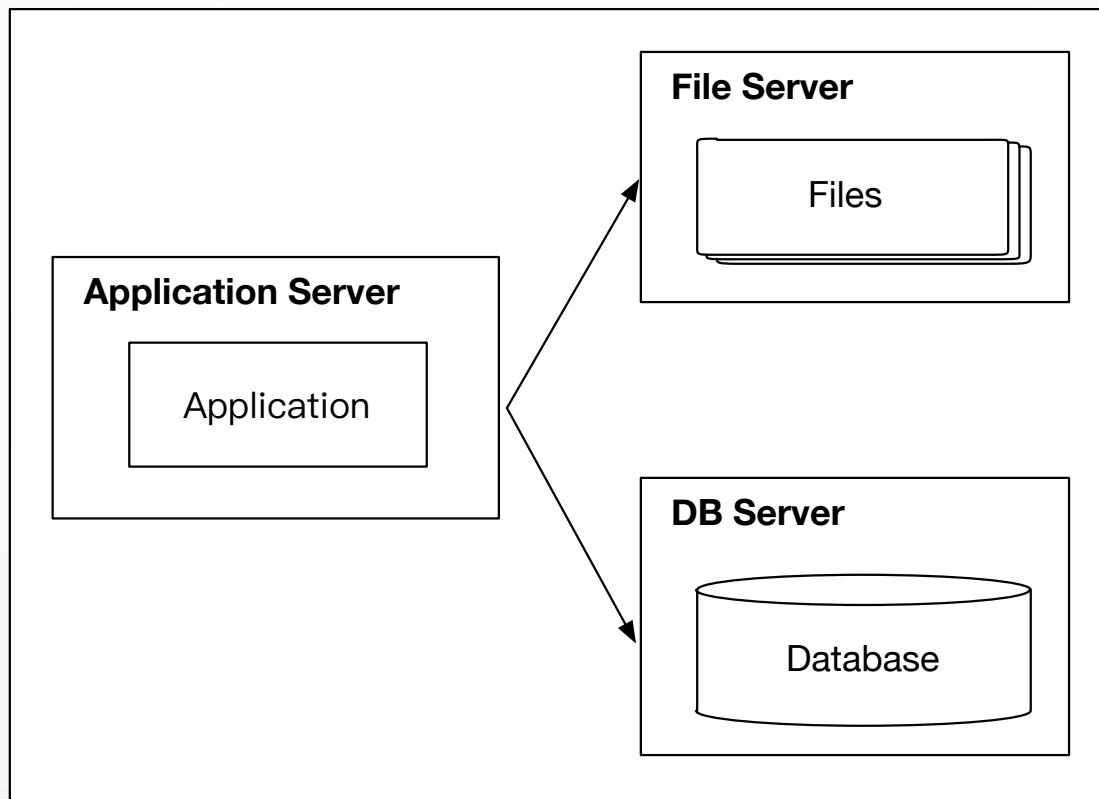 File Server
Files
Application Server
Application
DB Server
Database